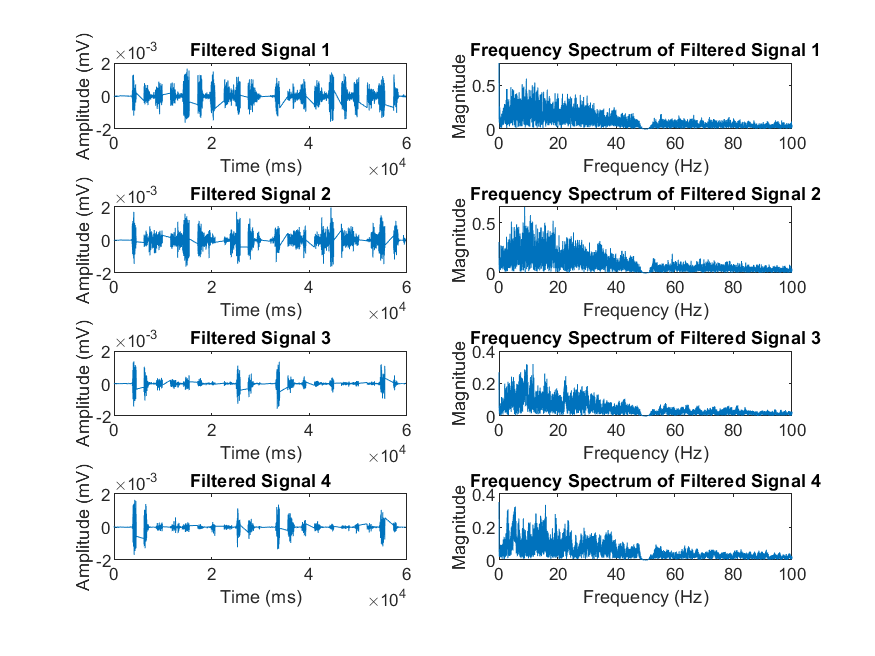 ×10-3
Filtered Signal 1
Amplitude (mV)
2
0
-2
0
2
4
6
Time (ms)
×104
Frequency Spectrum of Filtered Signal 1
Magnitude
0.5
0
0
20
40
60
80
100
Frequency (Hz)
×10-3
Filtered Signal 2
Amplitude (mV)
2
0
-2
0
2
4
6
Time (ms)
×104
Frequency Spectrum of Filtered Signal 2
Magnitude
0.5
0
0
20
40
60
80
100
Frequency (Hz)
×10-3
Filtered Signal 3
Amplitude (mV)
2
0
-2
0
2
4
6
Time (ms)
×104
Frequency Spectrum of Filtered Signal 3
Magnitude
0.4
0.2
0
0
20
40
60
80
100
Frequency (Hz)
×10-3
Filtered Signal 4
Amplitude (mV)
2
0
-2
0
2
4
6
Time (ms)
×104
Frequency Spectrum of Filtered Signal 4
Magnitude
0.4
0.2
0
0
20
40
60
80
100
Frequency (Hz)